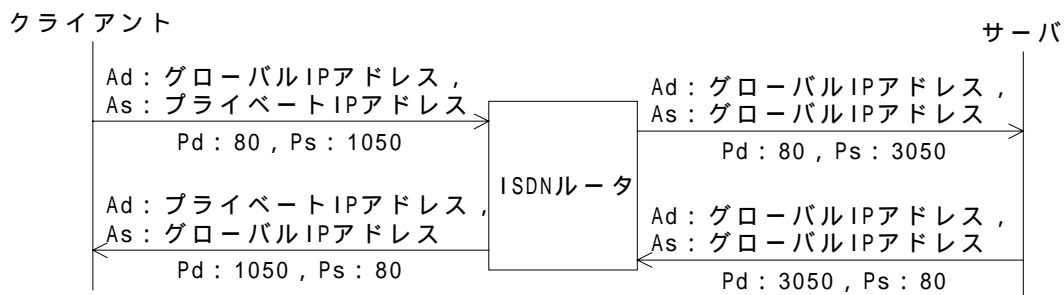 クライアント
サーバ
Ad：グローバルIPアドレス，
As：プライベートIPアドレス
Pd：80，Ps：1050
Ad：グローバルIPアドレス，
As：グローバルIPアドレス
Pd：80，Ps：3050
ISDNルータ
Ad：プライベートIPアドレス，
As：グローバルIPアドレス
Pd：1050，Ps：80
Ad：グローバルIPアドレス，
As：グローバルIPアドレス
Pd：3050，Ps：80